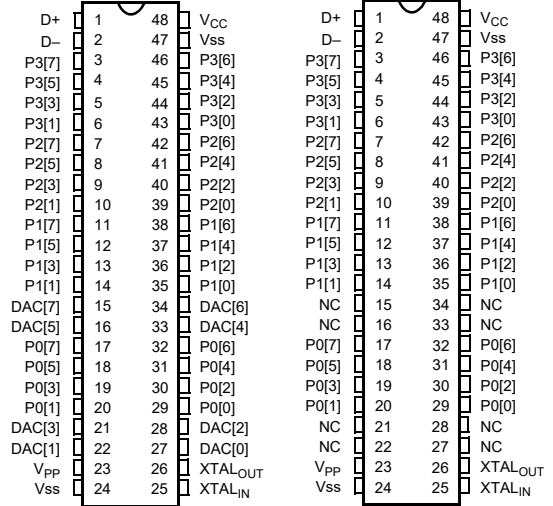 D+ 1 48 VCC D+ 1 48 VCC
D– 2 47 Vss D– 2 47 Vss
P3[7] 3 46 P3[6] P3[7] 3 46 P3[6]
P3[5] 4 45 P3[4] P3[5] 4 45 P3[4]
P3[3] 5 44 P3[2] P3[3] 5 44 P3[2]
P3[1] 6 43 P3[0] P3[1] 6 43 P3[0]
P2[7] 7 42 P2[6] P2[7] 7 42 P2[6]
P2[5] 8 41 P2[4] P2[5] 8 41 P2[4]
P2[3] 9 40 P2[2] P2[3] 9 40 P2[2]
P2[1] 10 39 P2[0] P2[1] 10 39 P2[0]
P1[7] 11 38 P1[6] P1[7] 11 38 P1[6]
P1[5] 12 37 P1[4] P1[5] 12 37 P1[4]
P1[3] 13 36 P1[2] P1[3] 13 36 P1[2]
P1[1] 14 35 P1[0] P1[1] 14 35 P1[0]
DAC[7] 15 34 DAC[6] NC 15 34 NC
DAC[5] 16 33 DAC[4] NC 16 33 NC
P0[7] 17 32 P0[6] P0[7] 17 32 P0[6]
P0[5] 18 31 P0[4] P0[5] 18 31 P0[4]
P0[3] 19 30 P0[2] P0[3] 19 30 P0[2]
P0[1] 20 29 P0[0] P0[1] 20 29 P0[0]
DAC[3] 21 28 DAC[2] NC 21 28 NC
DAC[1] 22 27 DAC[0] NC 22 27 NC
VPP 23 26 XTALOUT VPP 23 26 XTALOUT
Vss 24 25 XTALIN Vss 24 25 XTALIN